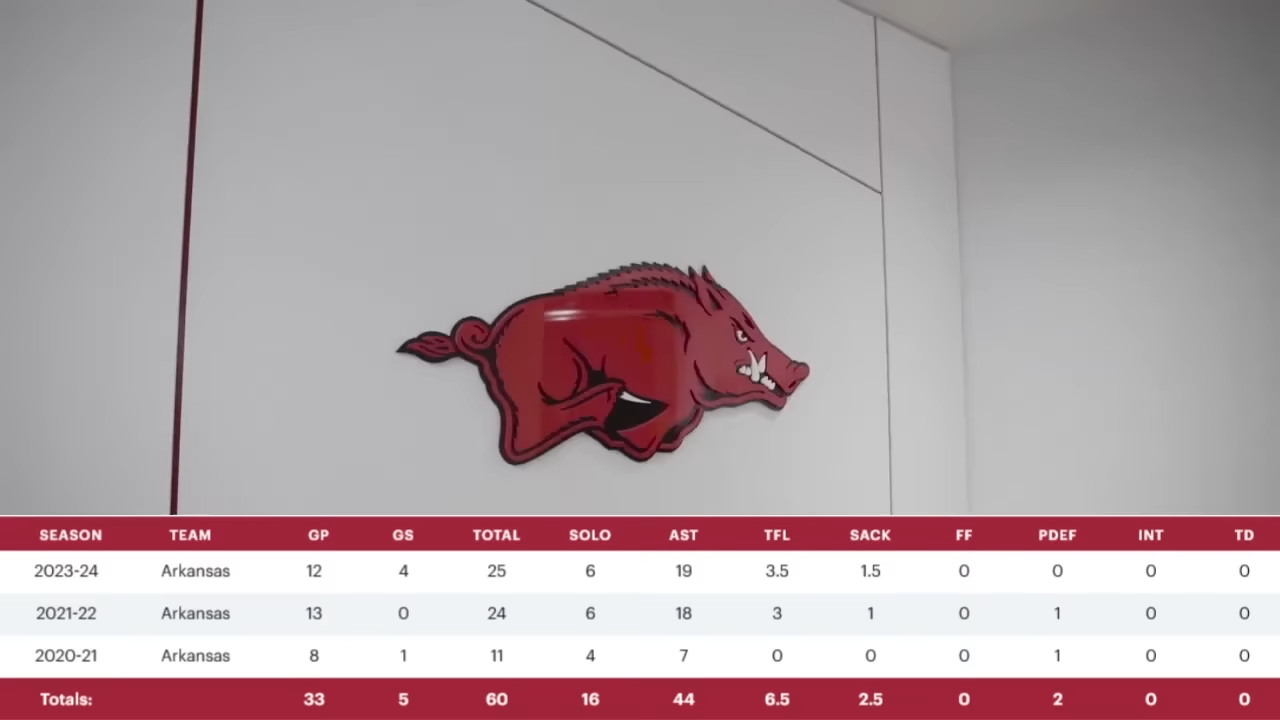 SEASON TEAM GP GS TOTAL SOLO AST TFL SACK FF PDEF INT TD
2023-24 Arkansas 12 4 25 6 19 3.5 1.5 0 0 0 0
2021-22 Arkansas 13 0 24 6 18 3 1 0 1 0 0
2020-21 Arkansas 8 1 11 4 7 0 0 0 1 0 0
Totals: 33 5 60 16 44 6.5 2.5 0 2 0 0